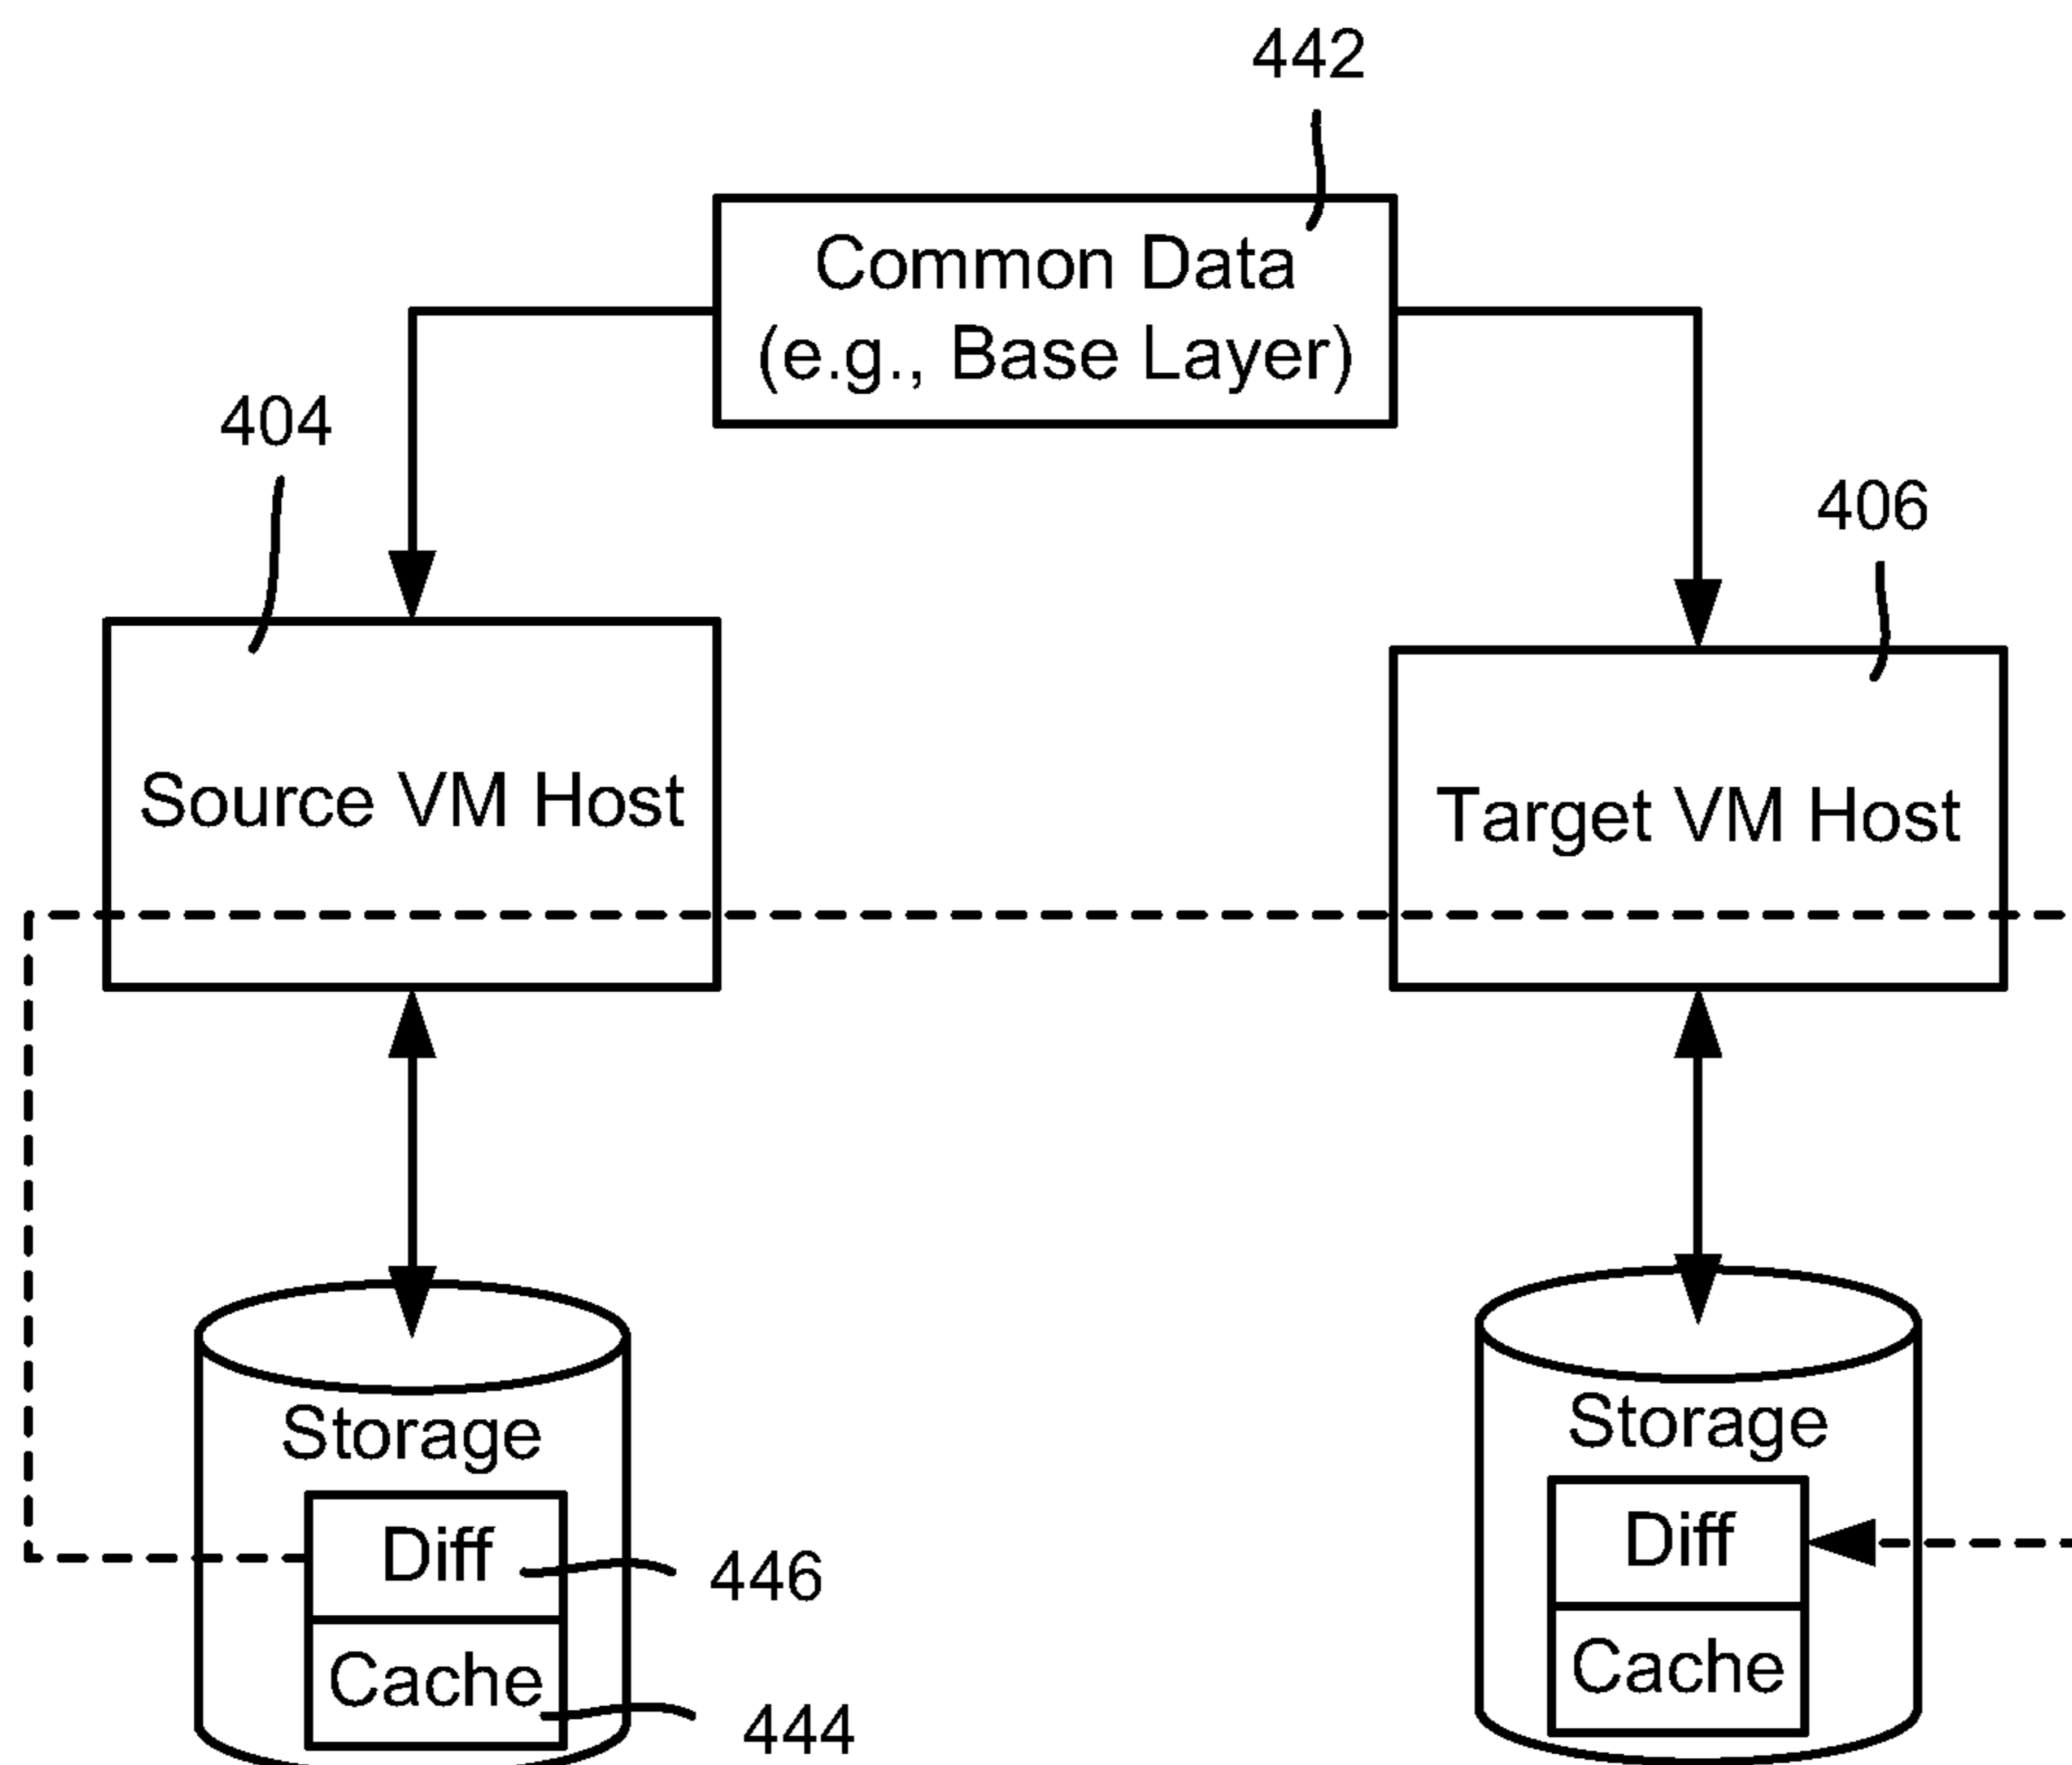 442
Common Data
(e.g., Base Layer)
404
406
Source VM Host
Target VM Host
Storage
Storage
Diff
446
Diff
Cache
444
Cache